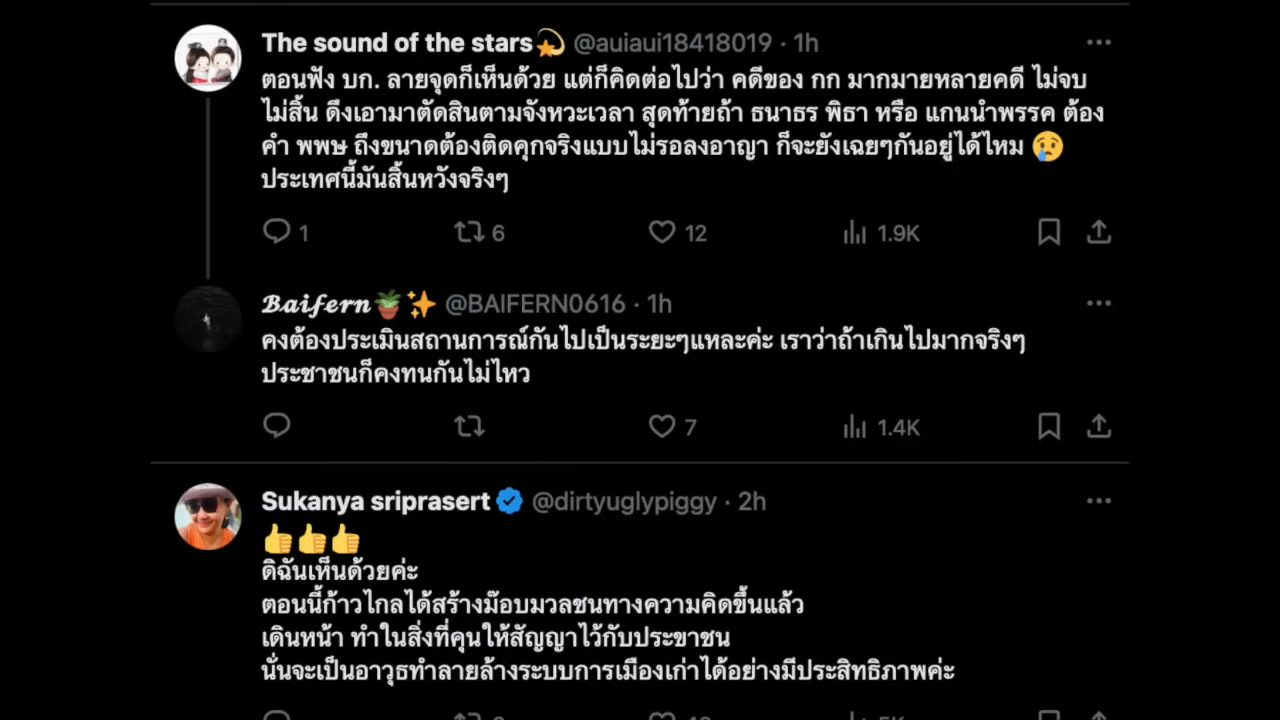 The sound of the stars💫 @auiaui18418019 · 1h
ตอนฟัง บก. ลายจุดก็เห็นด้วย แต่ก็คิดต่อไปว่า คดีของ กก มากมายหลายคดี ไม่จบ
ไม่สิ้น ดึงเอามาตัดสินตามจังหวะเวลา สุดท้ายถ้า ธนาธร พิธา หรือ แกนนำพรรค ต้อง
คำ พพษ ถึงขนาดต้องติดคุกจริงแบบไม่รอลงอาญา ก็จะยังเฉยๆกันอยู่ได้ไหม 😢
ประเทศนี้มันสิ้นหวังจริงๆ
1 6 12 1.9K
𝓑𝓪𝓲𝓯𝓮𝓻𝓷🪴✨ @BAIFERN0616 · 1h
คงต้องประเมินสถานการณ์กันไปเป็นระยะๆแหละค่ะ เราว่าถ้าเกินไปมากจริงๆ
ประชาชนก็คงทนกันไม่ไหว
7 1.4K
Sukanya sriprasert @dirtyuglypiggy · 2h
👍👍👍
ดิฉันเห็นด้วยค่ะ
ตอนนี้ก้าวไกลได้สร้างม๊อบมวลชนทางความคิดขึ้นแล้ว
เดินหน้า ทำในสิ่งที่คุนให้สัญญาไว้กับประขาชน
นั่นจะเป็นอาวุธทำลายล้างระบบการเมืองเก่าได้อย่างมีประสิทธิภาพค่ะ